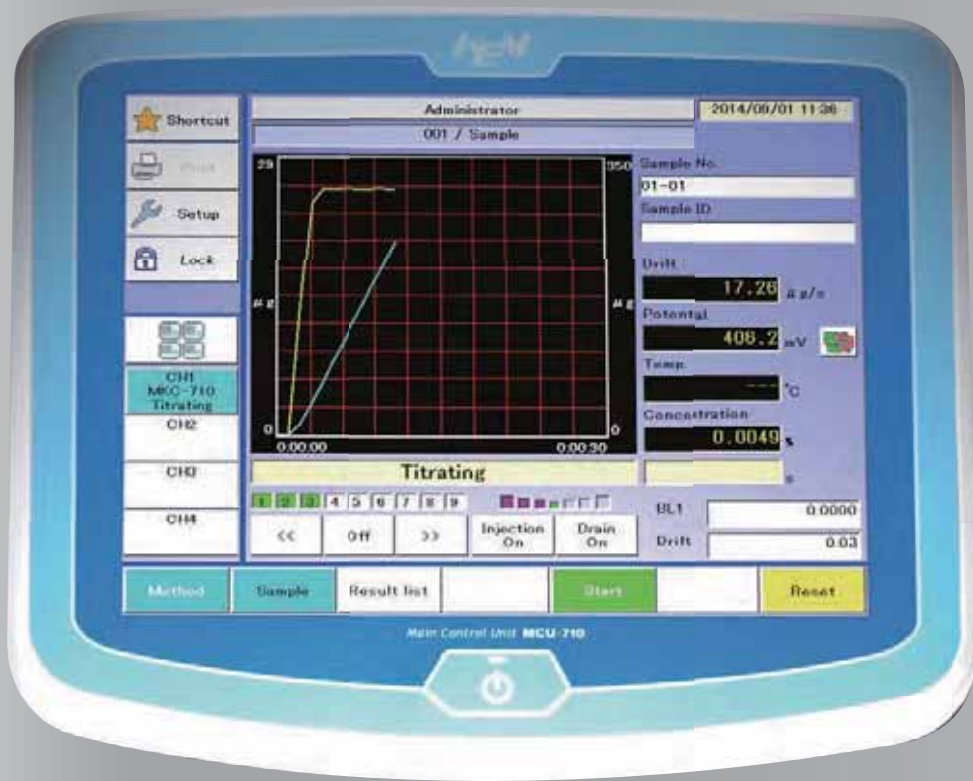 KEM
Shortcut
Print
Setup
Lock
CH1
MKC-710
Titrating
CH2
CH3
CH4
Administrator
2014/09/01 11:36
001 / Sample
29
350
μg
μg
0
0
0:00:00
0:00:30
Titrating
1 2 3 4 5 6 7 8 9
<<
Off
>>
Injection
On
Drain
On
Sample No.
01-01
Sample ID
Drift
17.26 μg/s
Potental
406.2 mV
Temp.
--- °C
Concentration
0.0049 %
s
BL1 0.0000
Drift 0.03
Method
Sample
Result list
Start
Reset
Main Control Unit MCU-710